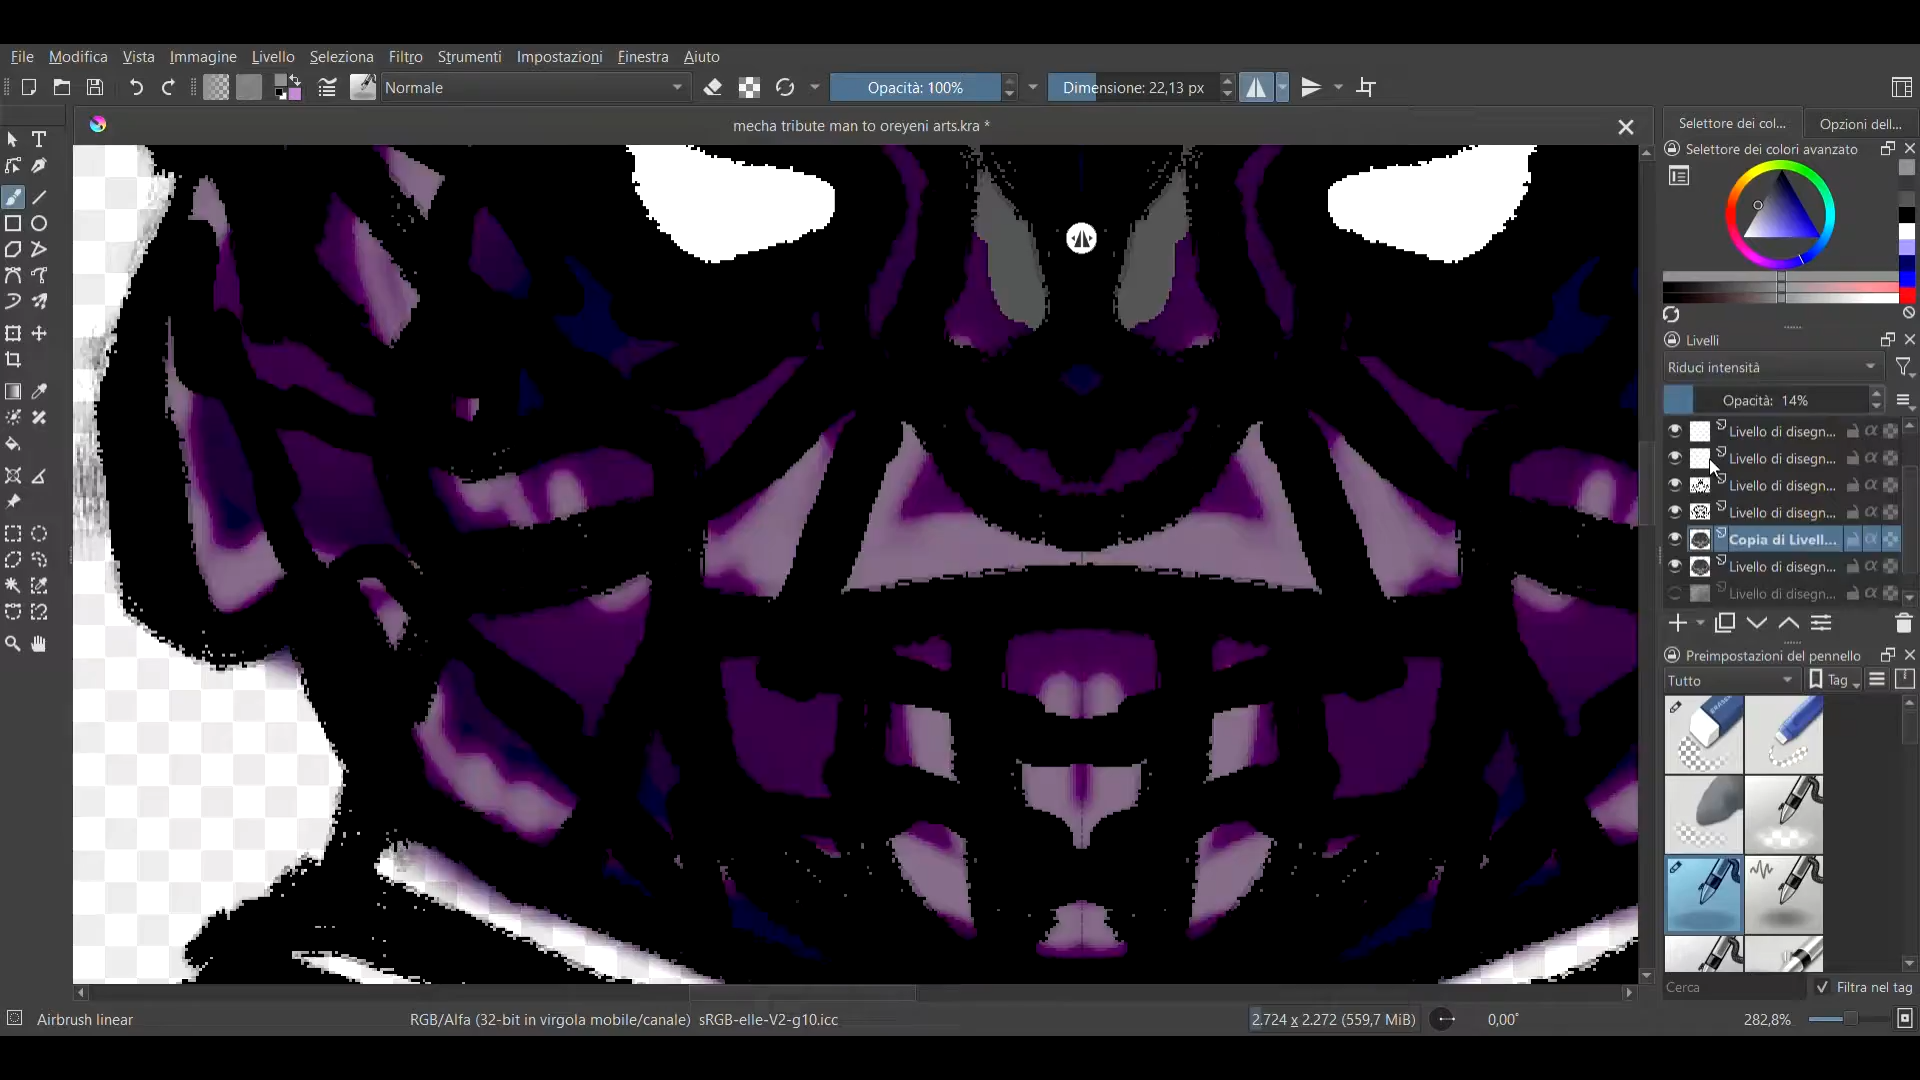 File Modifica Vista Immagine Livello Seleziona Filtro Strumenti Impostazioni Finestra Aiuto
Normale Opacità: 100% Dimensione: 22,13 px
mecha tribute man to oreyeni arts.kra *
Selettore dei col... Opzioni dell...
Selettore dei colori avanzato
Livelli
Riduci intensità
Opacità: 14%
Livello di disegn...
Livello di disegn...
Livello di disegn...
Livello di disegn...
Copia di Livell...
Livello di disegn...
Livello di disegn...
Preimpostazioni del pennello
Tutto Tag
ERASER
Cerca Filtra nel tag
Airbrush linear RGB/Alfa (32-bit in virgola mobile/canale) sRGB-elle-V2-g10.icc 2.724 x 2.272 (559,7 MiB) 0,00° 282,8%